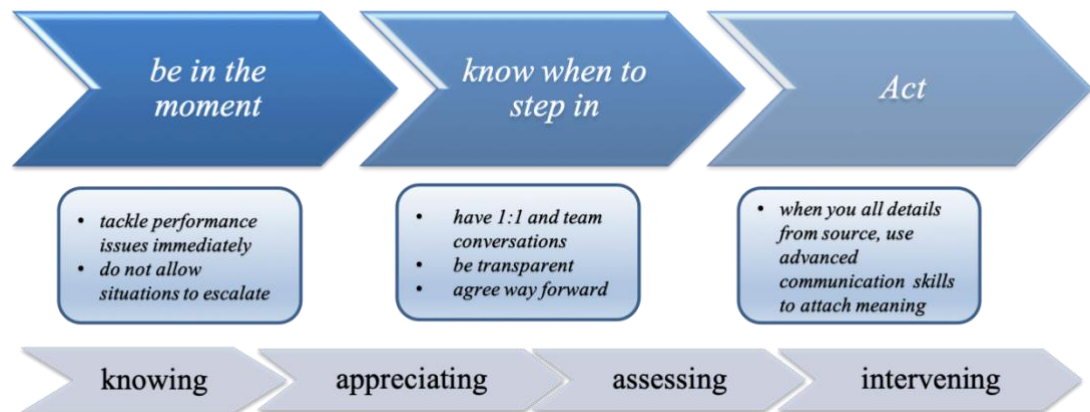 be in the
moment
know when to
step in
Act
• tackle performance
issues immediately
• do not allow
situations to escalate
• have 1:1 and team
conversations
• be transparent
• agree way forward
• when you all details
from source, use
advanced
communication skills
to attach meaning
knowing
appreciating
assessing
intervening